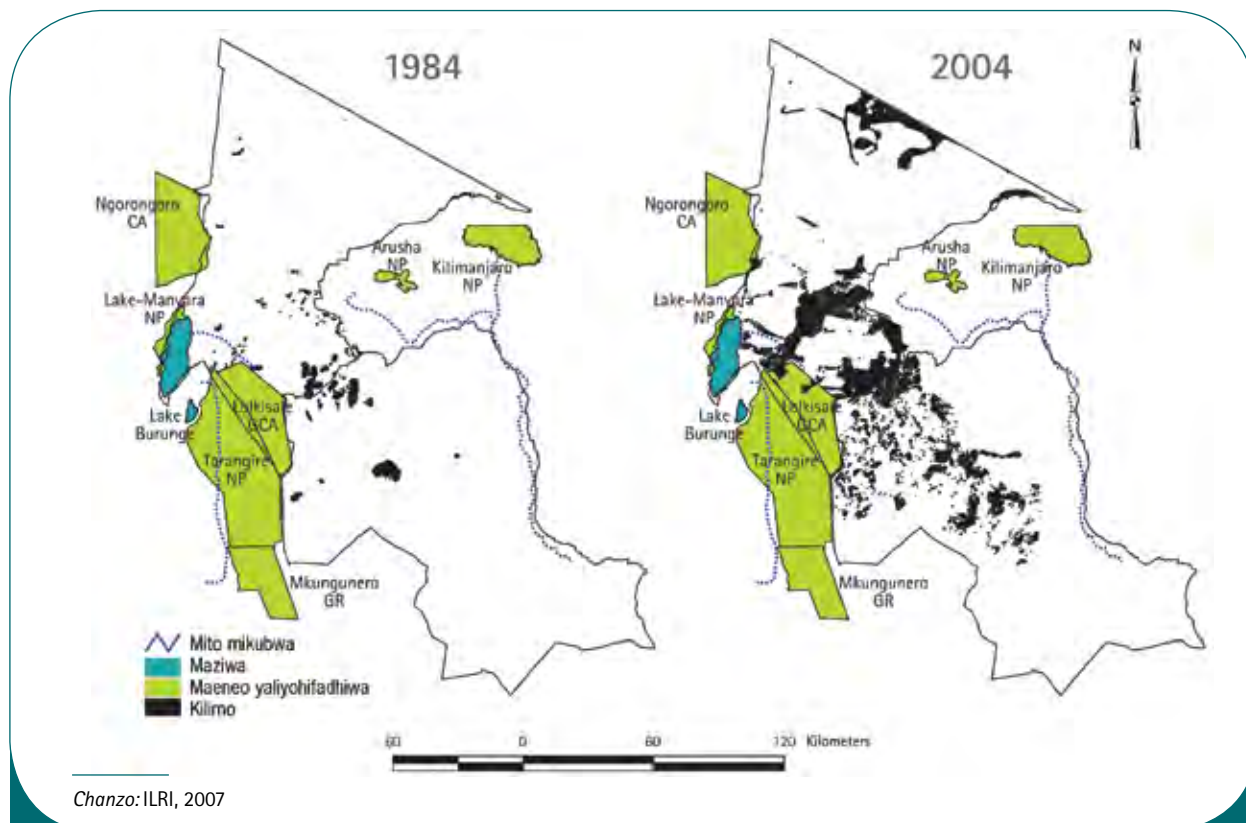 1984
2004
N
Ngorongoro
CA
Arusha
NP
Kilimanjaro
NP
Lake-Manyara
NP
Lake
Burunge
Lolkisale
GCA
Tarangire
NP
Mkungunero
GR
Ngorongoro
CA
Arusha
NP
Kilimanjaro
NP
Lake-Manyara
NP
Lake
Burunge
Lolkisale
GCA
Tarangire
NP
Mkungunero
GR
Mito mikubwa
Maziwa
Maeneo yaliyohifadhiwa
Kilimo
60 0 60 120 Kilometers
Chanzo: ILRI, 2007